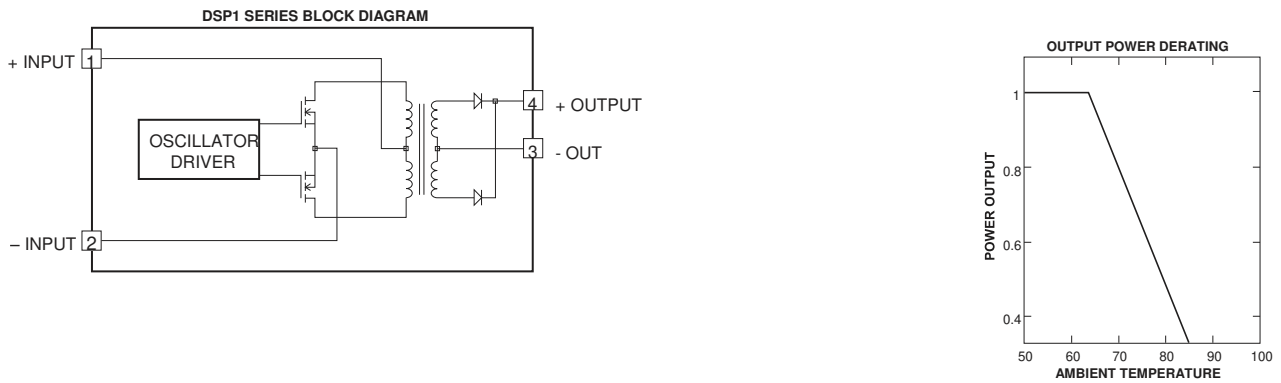 DSP1 SERIES BLOCK DIAGRAM
+ INPUT 1
OSCILLATOR
DRIVER
4 + OUTPUT
3 - OUT
– INPUT 2
OUTPUT POWER DERATING
POWER OUTPUT
1
0.8
0.6
0.4
50 60 70 80 90 100
AMBIENT TEMPERATURE